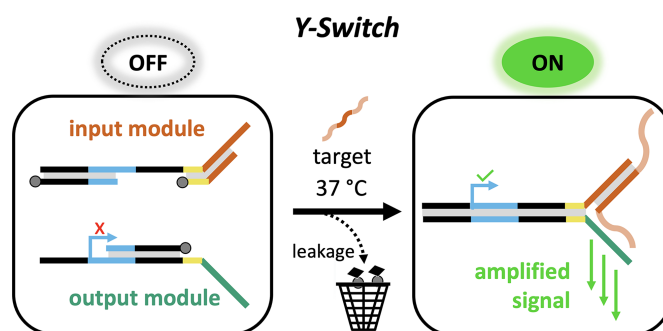 Y-Switch
OFF
ON
input module
target
37 °C
X
leakage
output module
amplified
signal